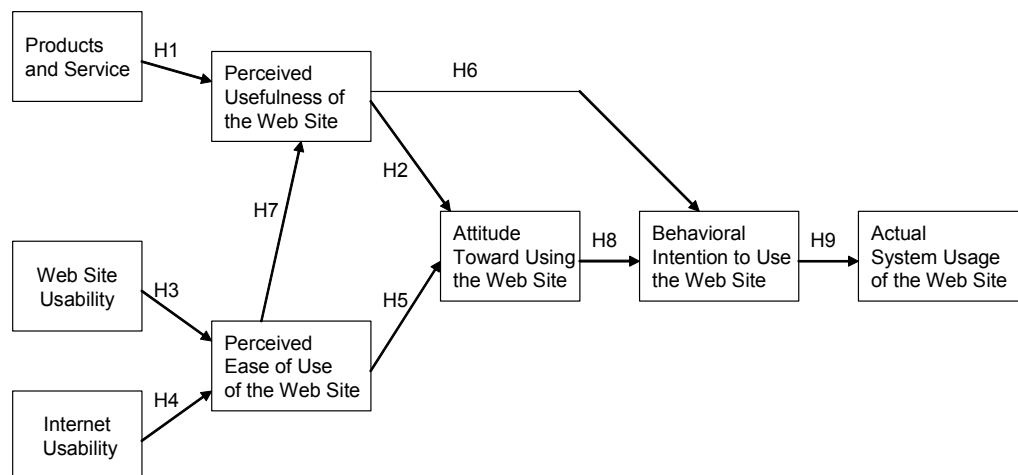 Products
and Service
H1
Perceived
Usefulness of
the Web Site
H6
H2
H7
Web Site
Usability
H3
Internet
Usability
H4
Perceived
Ease of Use
of the Web Site
H5
Attitude
Toward Using
the Web Site
H8
Behavioral
Intention to Use
the Web Site
H9
Actual
System Usage
of the Web Site